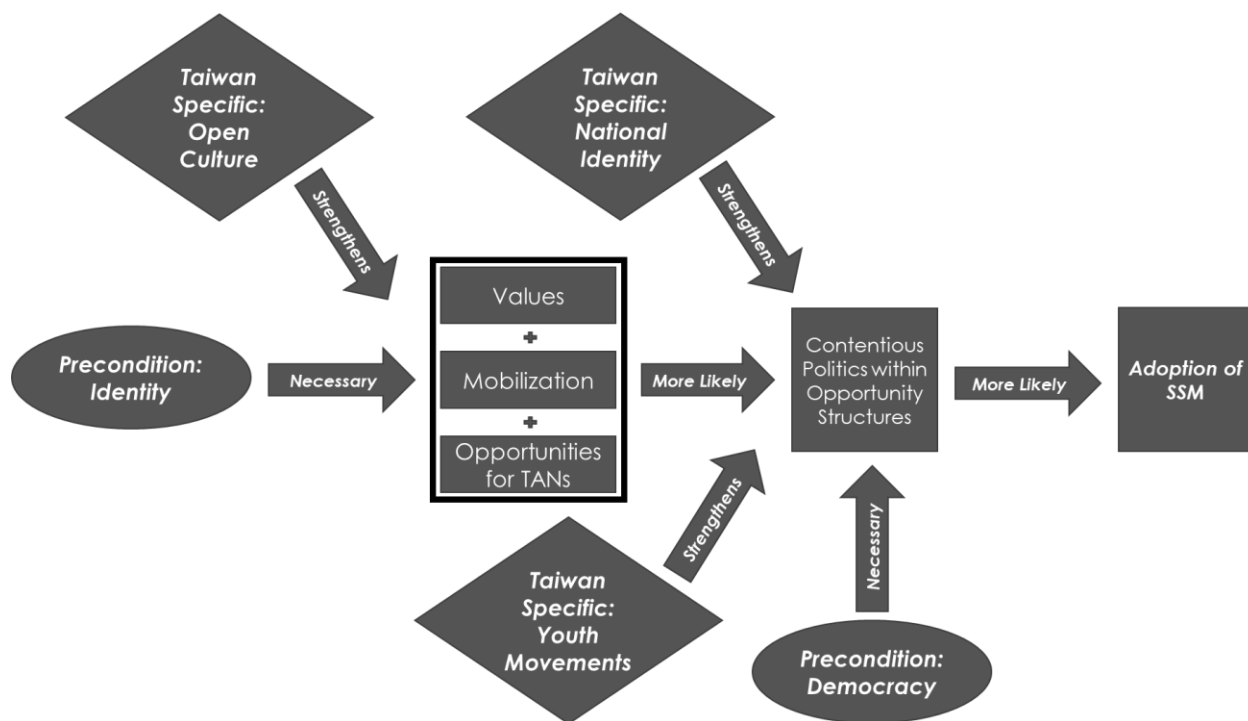 Taiwan
Specific:
Open
Culture
Taiwan
Specific:
National
Identity
Strengthens
Strengthens
Precondition:
Identity
Necessary
Values
+
Mobilization
+
Opportunities
for TANs
More Likely
Contentious
Politics within
Opportunity
Structures
More Likely
Adoption of
SSM
Strengthens
Necessary
Taiwan
Specific:
Youth
Movements
Precondition:
Democracy